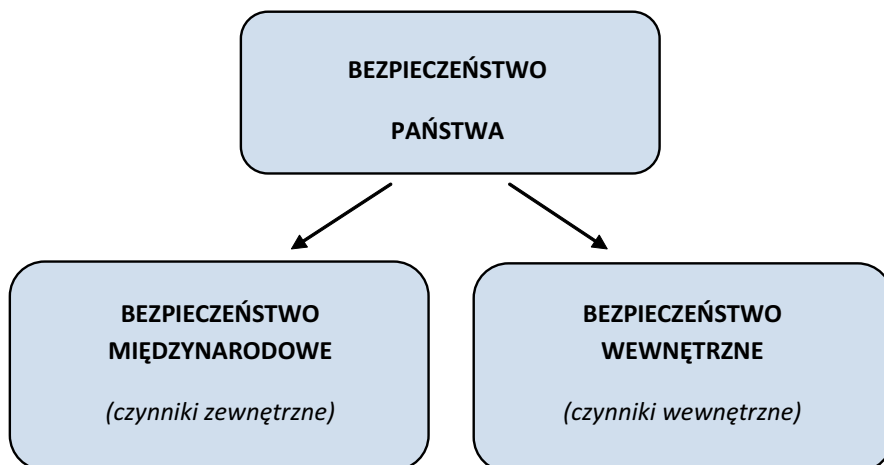 BEZPIECZEŃSTWO
PAŃSTWA
BEZPIECZEŃSTWO
MIĘDZYNARODOWE
(czynniki zewnętrzne)
BEZPIECZEŃSTWO
WEWNĘTRZNE
(czynniki wewnętrzne)